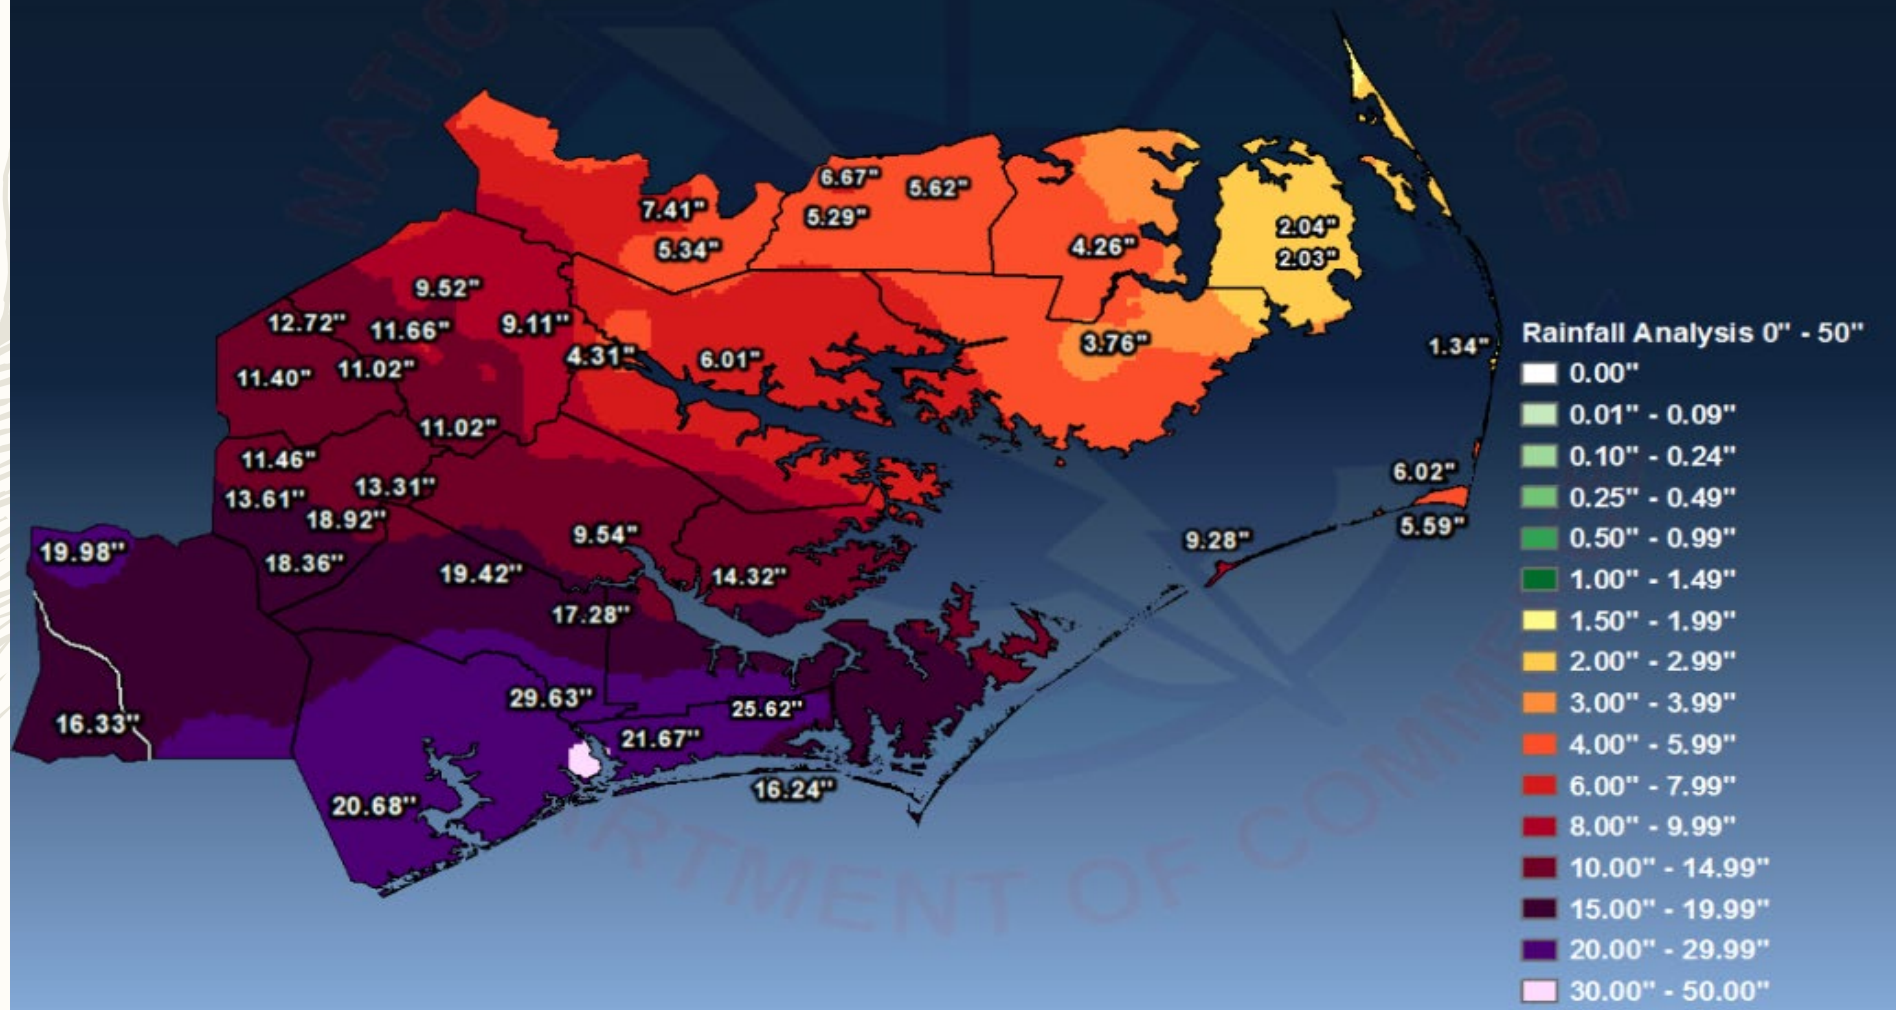 NATIO
RVICE
6.67"
5.62"
7.41"
5.29"
5.34"
4.26"
2.04"
2.03"
9.52"
12.72"
11.66"
9.11"
4.31"
6.01"
3.76"
1.34"
11.40"
11.02"
11.02"
11.46"
13.61"
13.31"
18.92"
6.02"
5.59"
9.28"
9.54"
19.98"
18.36"
19.42"
14.32"
17.28"
29.63"
25.62"
16.33"
21.67"
16.24"
20.68"
ARTMENT OF COMME
Rainfall Analysis 0" - 50"
0.00"
0.01" - 0.09"
0.10" - 0.24"
0.25" - 0.49"
0.50" - 0.99"
1.00" - 1.49"
1.50" - 1.99"
2.00" - 2.99"
3.00" - 3.99"
4.00" - 5.99"
6.00" - 7.99"
8.00" - 9.99"
10.00" - 14.99"
15.00" - 19.99"
20.00" - 29.99"
30.00" - 50.00"